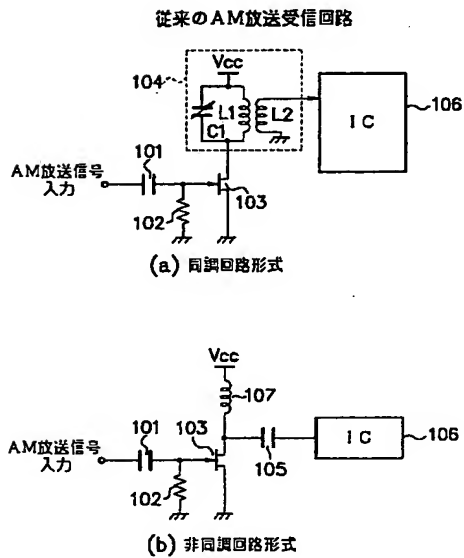 従来のAM放送受信回路
Vcc
104
L1
L2
C1
IC
106
101
AM放送信号
入力
102
103
(a) 同調回路形式
Vcc
107
101
103
AM放送信号
入力
102
105
IC
106
(b) 非同調回路形式